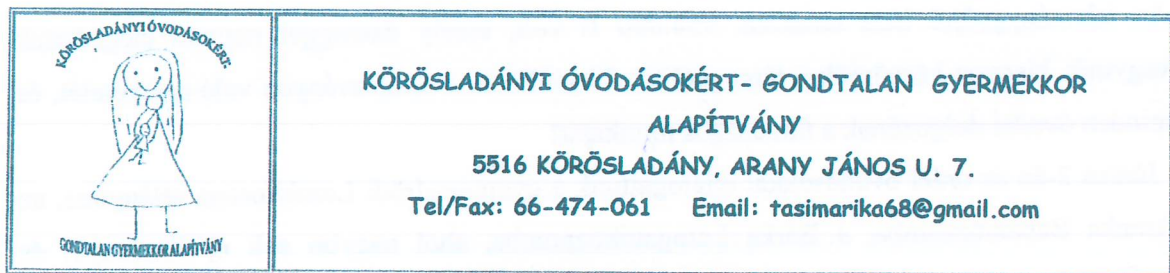 KÖRÖSLADÁNYI ÓVODÁSOKÉRT-
GONDTALAN GYERMEKKOR ALAPÍTVÁNY
KÖRÖSLADÁNYI ÓVODÁSOKÉRT- GONDTALAN GYERMEKKOR
ALAPÍTVÁNY
5516 KÖRÖSLADÁNY, ARANY JÁNOS U. 7.
Tel/Fax: 66-474-061 Email: tasimarika68@gmail.com